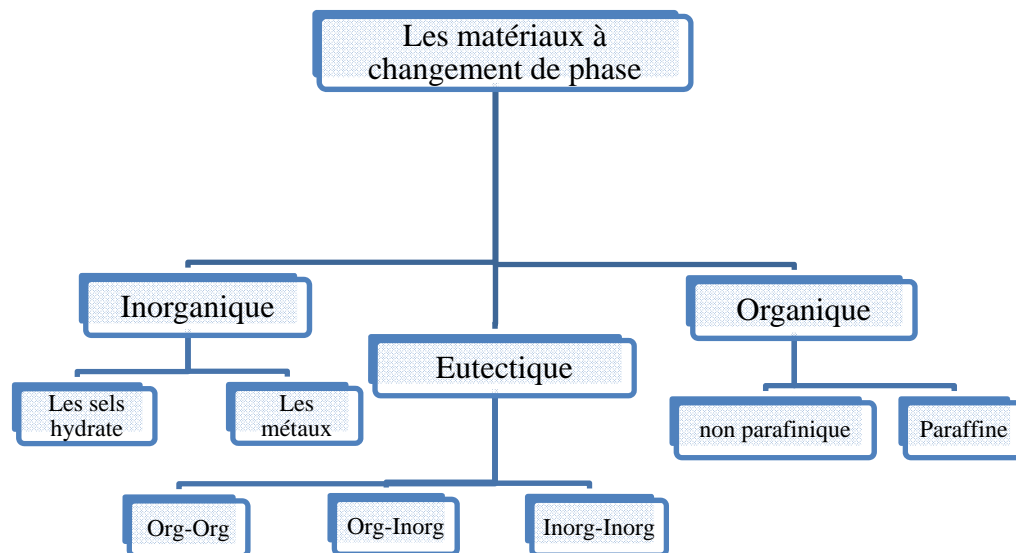 Les matériaux à
changement de phase
Inorganique
Organique
Eutectique
Les sels
hydrate
Les
métaux
non parafinique
Paraffine
Org-Org
Org-Inorg
Inorg-Inorg